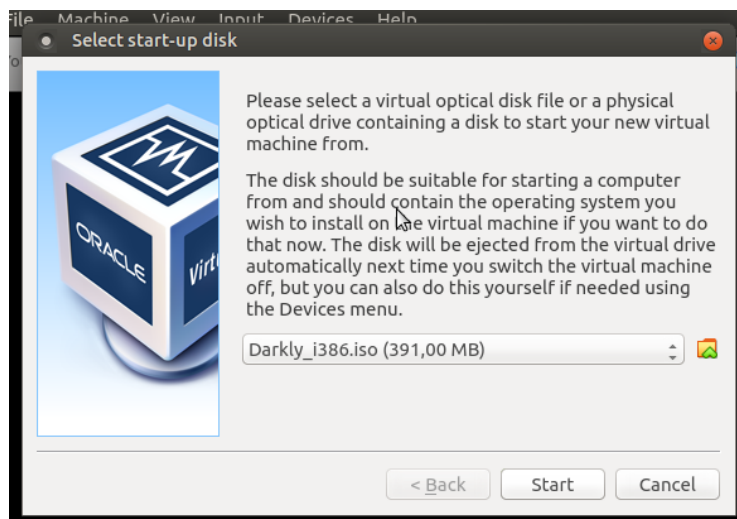 File Machine View Input Devices Help
Select start-up disk
Please select a virtual optical disk file or a physical
optical drive containing a disk to start your new virtual
machine from.
The disk should be suitable for starting a computer
from and should contain the operating system you
wish to install on the virtual machine if you want to do
that now. The disk will be ejected from the virtual drive
automatically next time you switch the virtual machine
off, but you can also do this yourself if needed using
the Devices menu.
ORACLE
Virtu
Darkly_i386.iso (391,00 MB)
< Back Start Cancel